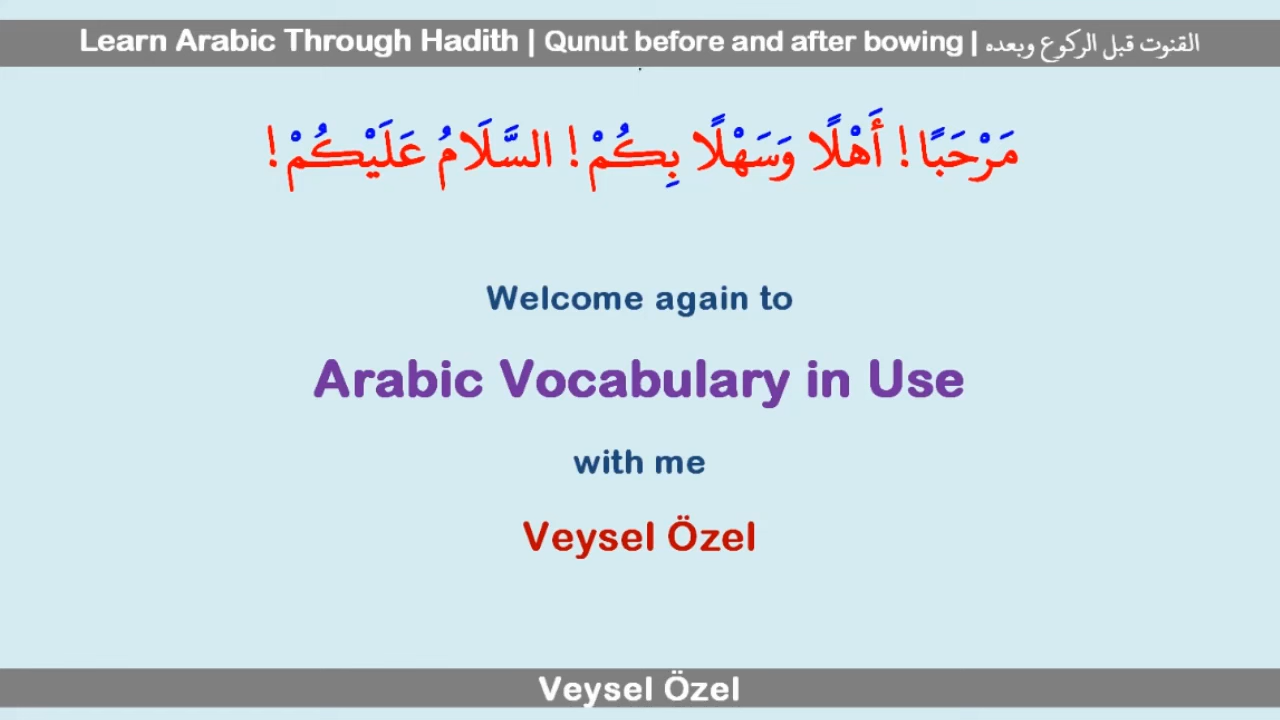 Learn Arabic Through Hadith | Qunut before and after bowing | القنوت قبل الركوع وبعده
مَرْحَبًا! أَهْلًا وَسَهْلًا بِكُمْ! السَّلَامُ عَلَيْكُمْ!
Welcome again to
Arabic Vocabulary in Use
with me
Veysel Özel
Veysel Özel